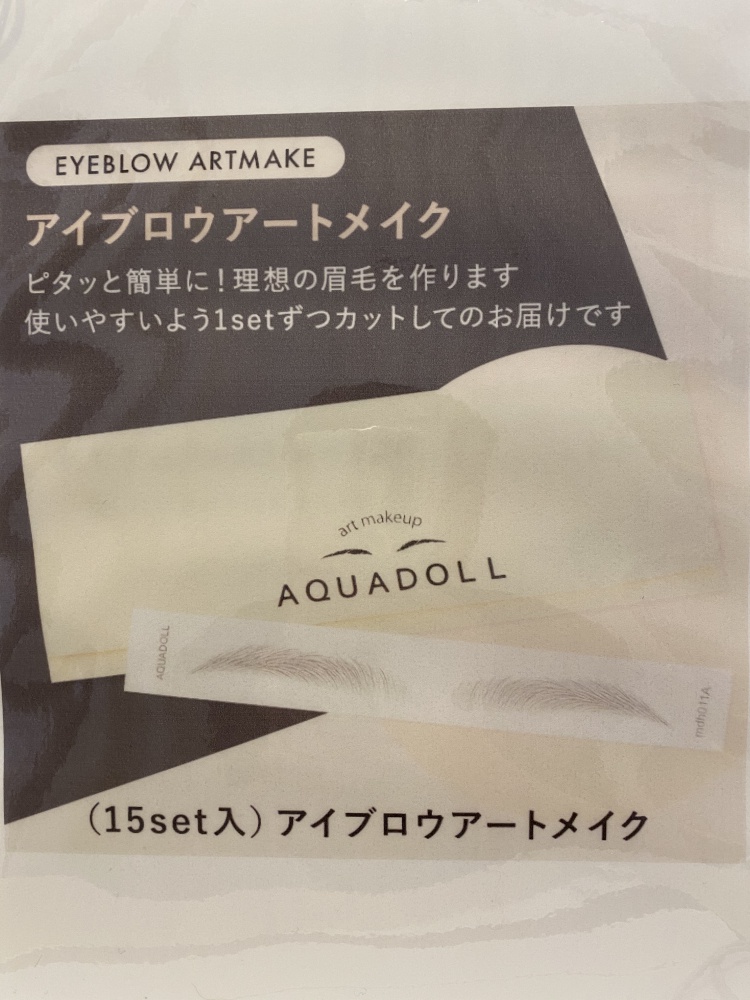 EYEBLOW ARTMAKE
アイブロウアートメイク
ピタッと簡単に！理想の眉毛を作ります
使いやすいよう1setずつカットしてのお届けです
art makeup
AQUADOLL
AQUADOLL
mdh011A
（15set入）アイブロウアートメイク